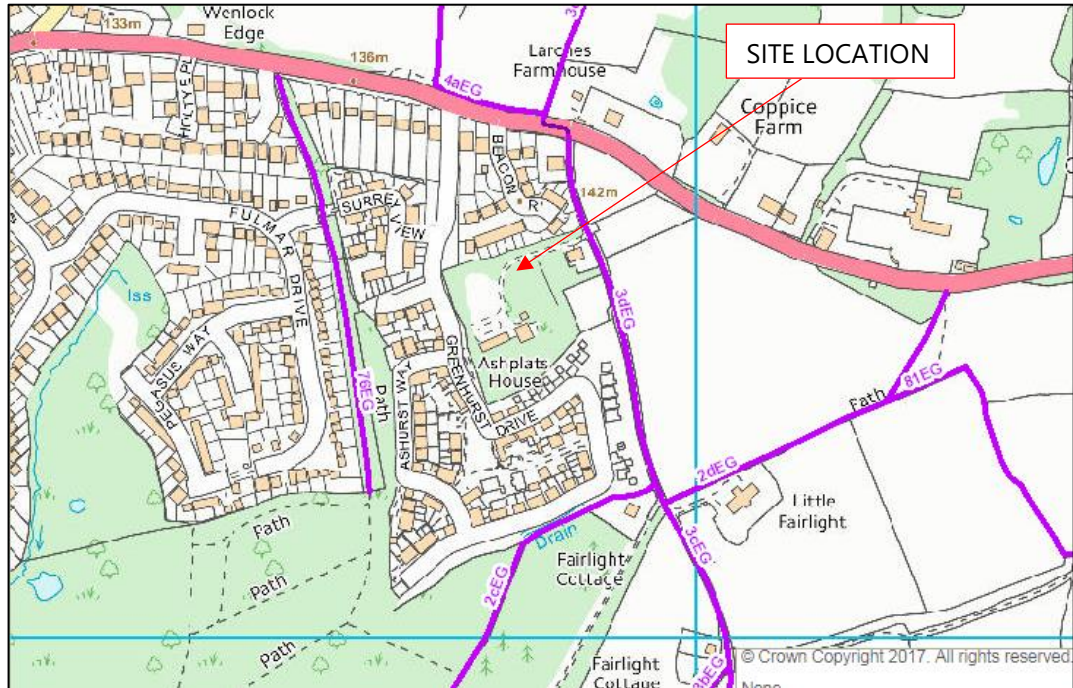 133m
Wenlock
Edge
136m
SITE LOCATION
Larches
Farmhouse
4aEG
Coppice
Farm
BEACON
142m
SURREY
VIEW
FULMAR
DRIVE
Iss
3dEG
PEGASUS WAY
76EG
Path
ASHURST WAY
GREENHURST
DRIVE
Ashplats
House
81EG
Path
2dEG
Little
Fairlight
3cEG
Drain
Fairlight
Cottage
2cEG
Path
Path
Path
Fairlight
Cottage
3bEG
© Crown Copyright 2017. All rights reserved.